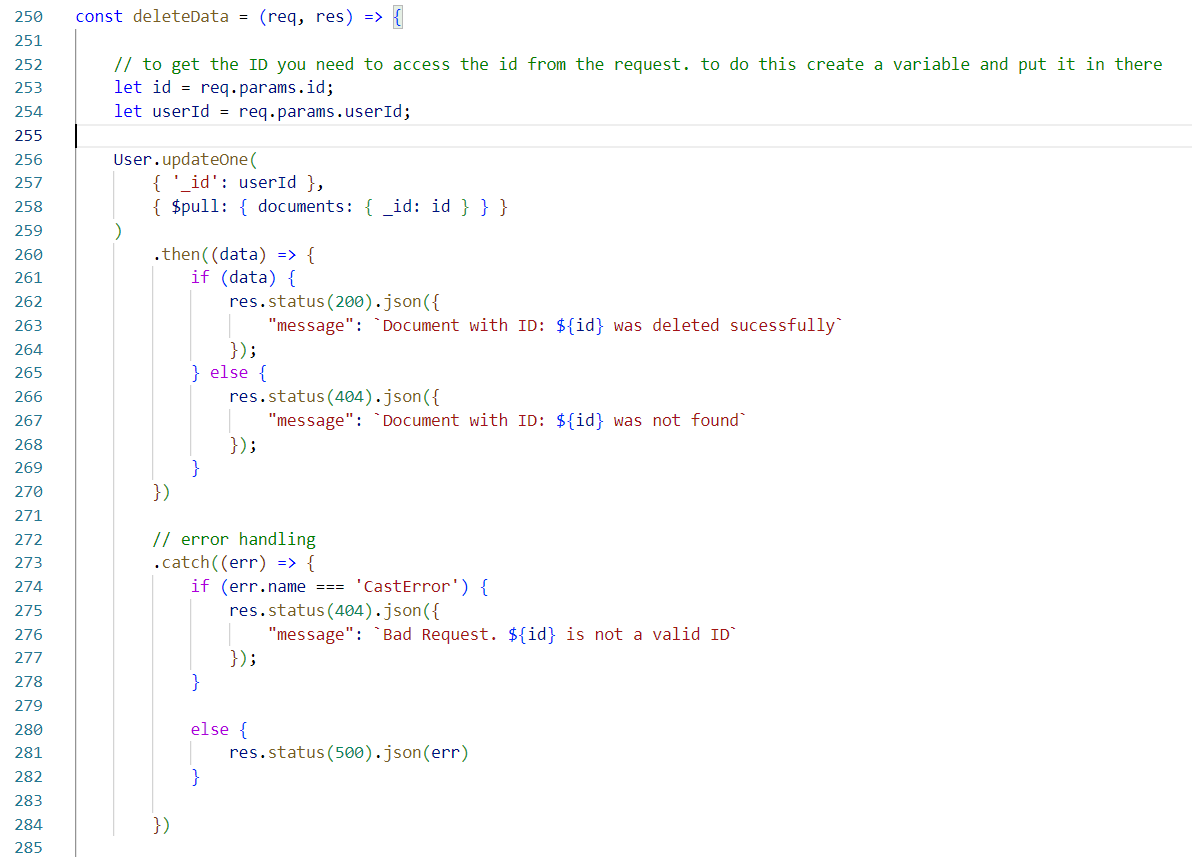 250 const deleteData = (req, res) => {
251
252 // to get the ID you need to access the id from the request. to do this create a variable and put it in there
253 let id = req.params.id;
254 let userId = req.params.userId;
255
256 User.updateOne(
257 { '_id': userId },
258 { $pull: { documents: { _id: id } } }
259 )
260 .then((data) => {
261 if (data) {
262 res.status(200).json({
263 "message": `Document with ID: ${id} was deleted sucessfully`
264 });
265 } else {
266 res.status(404).json({
267 "message": `Document with ID: ${id} was not found`
268 });
269 }
270 })
271
272 // error handling
273 .catch((err) => {
274 if (err.name === 'CastError') {
275 res.status(404).json({
276 "message": `Bad Request. ${id} is not a valid ID`
277 });
278 }
279
280 else {
281 res.status(500).json(err)
282 }
283
284 })
285